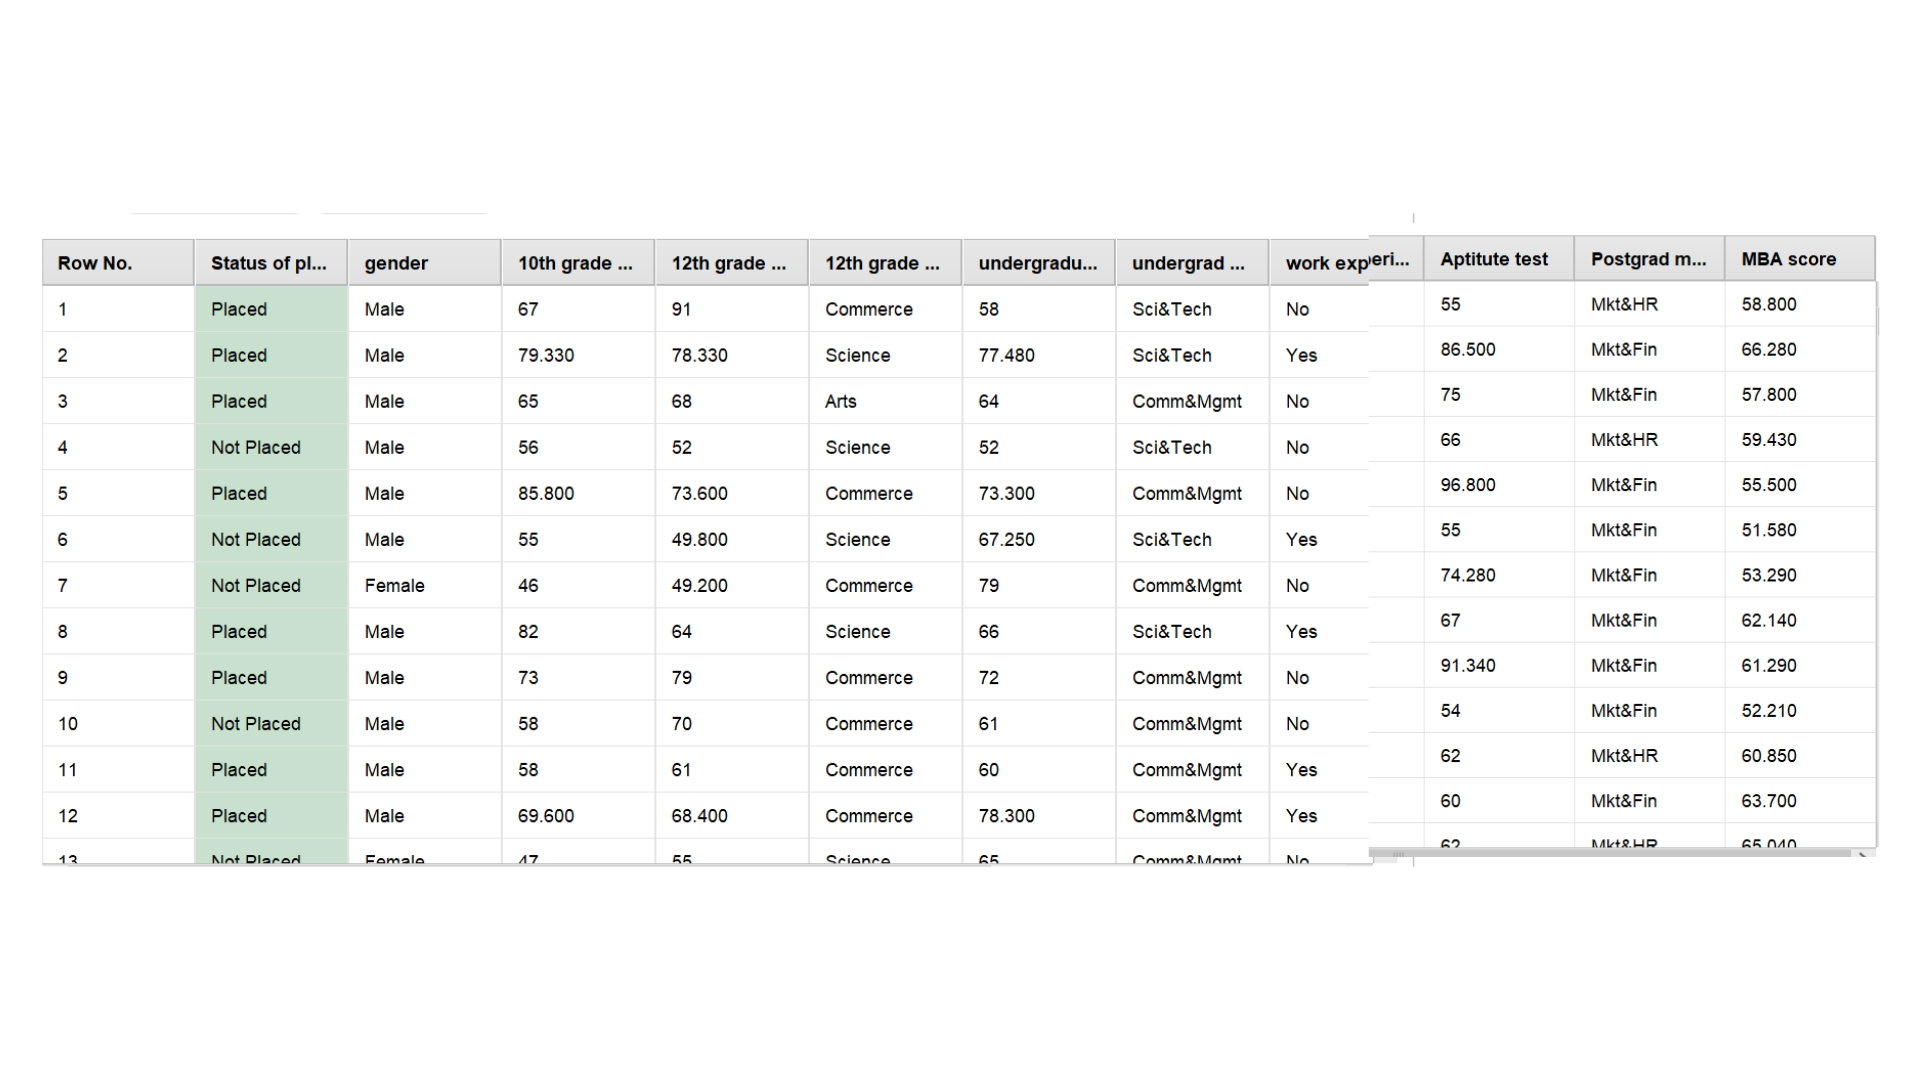 Row No. Status of pl... gender 10th grade ... 12th grade ... 12th grade ... undergradu... undergrad ... work experi... Aptitute test Postgrad m... MBA score
1 Placed Male 67 91 Commerce 58 Sci&Tech No 55 Mkt&HR 58.800
2 Placed Male 79.330 78.330 Science 77.480 Sci&Tech Yes 86.500 Mkt&Fin 66.280
3 Placed Male 65 68 Arts 64 Comm&Mgmt No 75 Mkt&Fin 57.800
4 Not Placed Male 56 52 Science 52 Sci&Tech No 66 Mkt&HR 59.430
5 Placed Male 85.800 73.600 Commerce 73.300 Comm&Mgmt No 96.800 Mkt&Fin 55.500
6 Not Placed Male 55 49.800 Science 67.250 Sci&Tech Yes 55 Mkt&Fin 51.580
7 Not Placed Female 46 49.200 Commerce 79 Comm&Mgmt No 74.280 Mkt&Fin 53.290
8 Placed Male 82 64 Science 66 Sci&Tech Yes 67 Mkt&Fin 62.140
9 Placed Male 73 79 Commerce 72 Comm&Mgmt No 91.340 Mkt&Fin 61.290
10 Not Placed Male 58 70 Commerce 61 Comm&Mgmt No 54 Mkt&Fin 52.210
11 Placed Male 58 61 Commerce 60 Comm&Mgmt Yes 62 Mkt&HR 60.850
12 Placed Male 69.600 68.400 Commerce 78.300 Comm&Mgmt Yes 60 Mkt&Fin 63.700
13 Not Placed Female 47 55 Science 65 Comm&Mgmt No 62 Mkt&HR 65.040